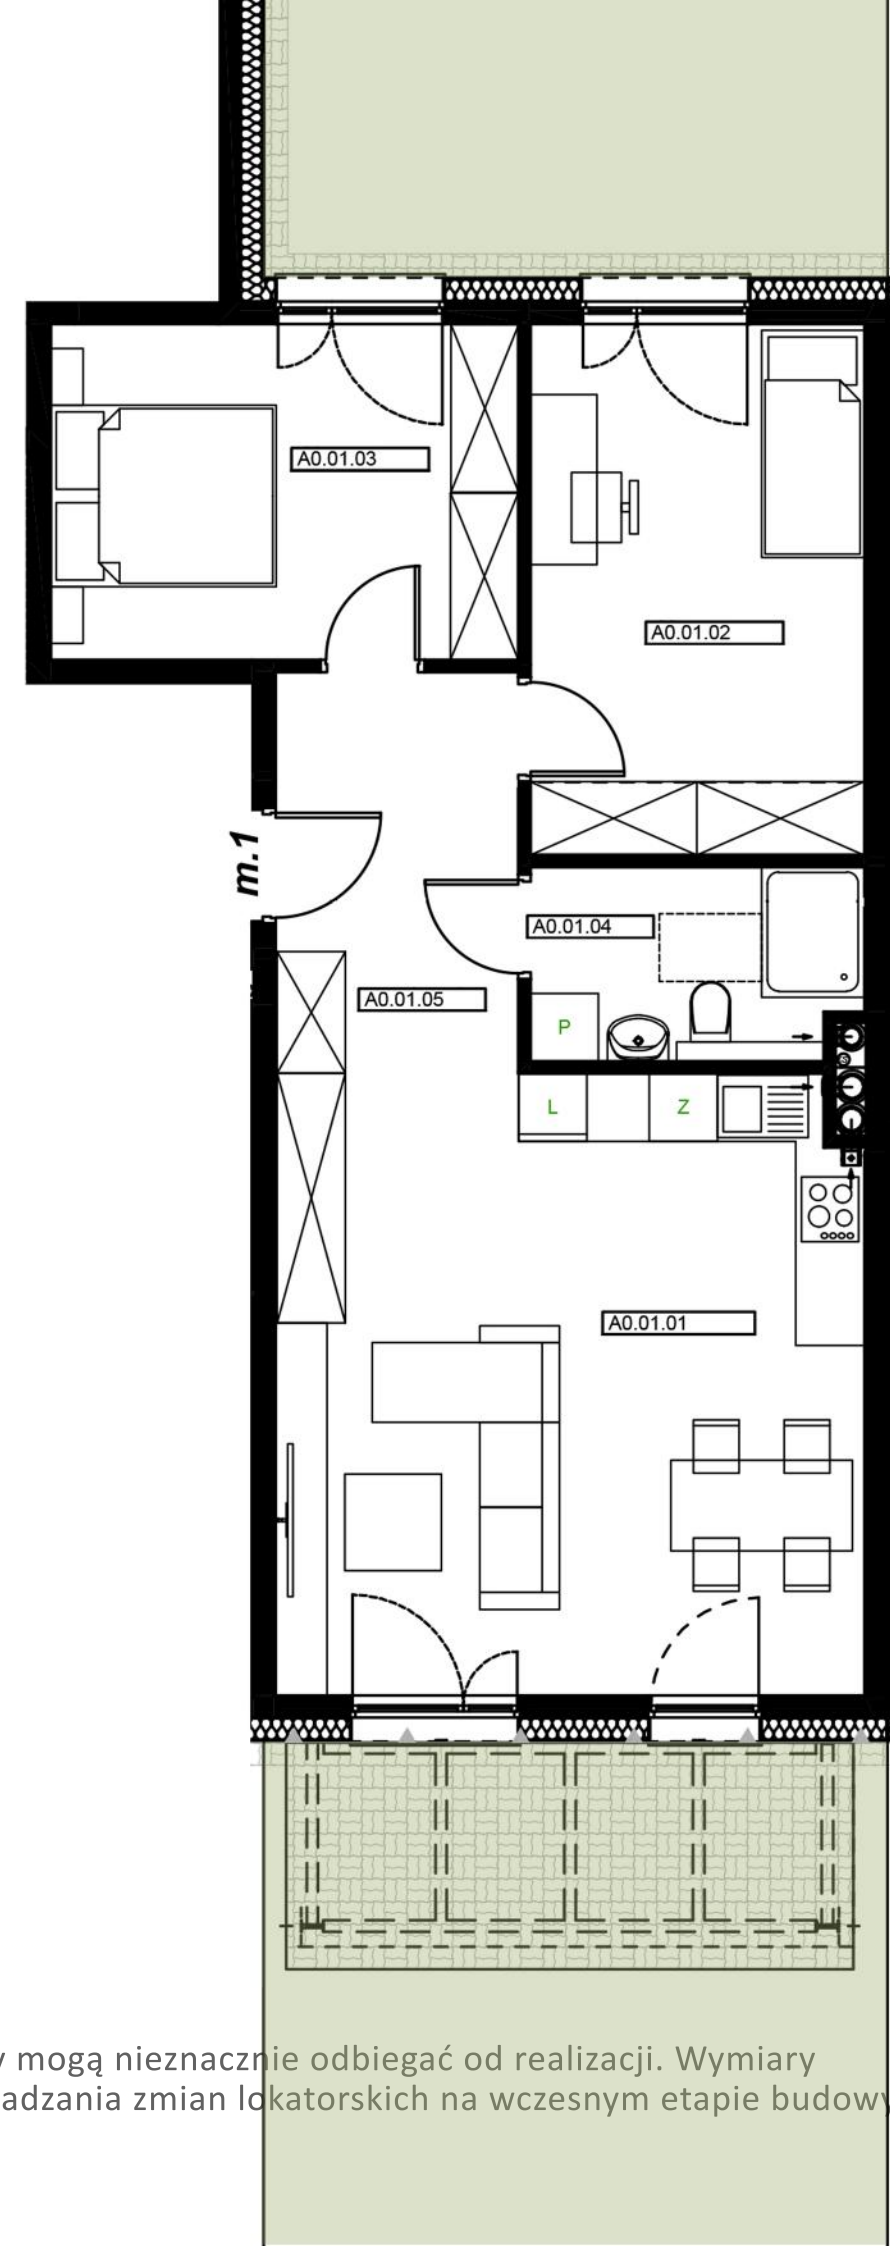 A0.01.03
A0.01.02
m.1
A0.01.04
A0.01.05
P
L
Z
A0.01.01
y mogą nieznacznie odbiegać od realizacji. Wymiary
adzania zmian lokatorskich na wczesnym etapie budowy